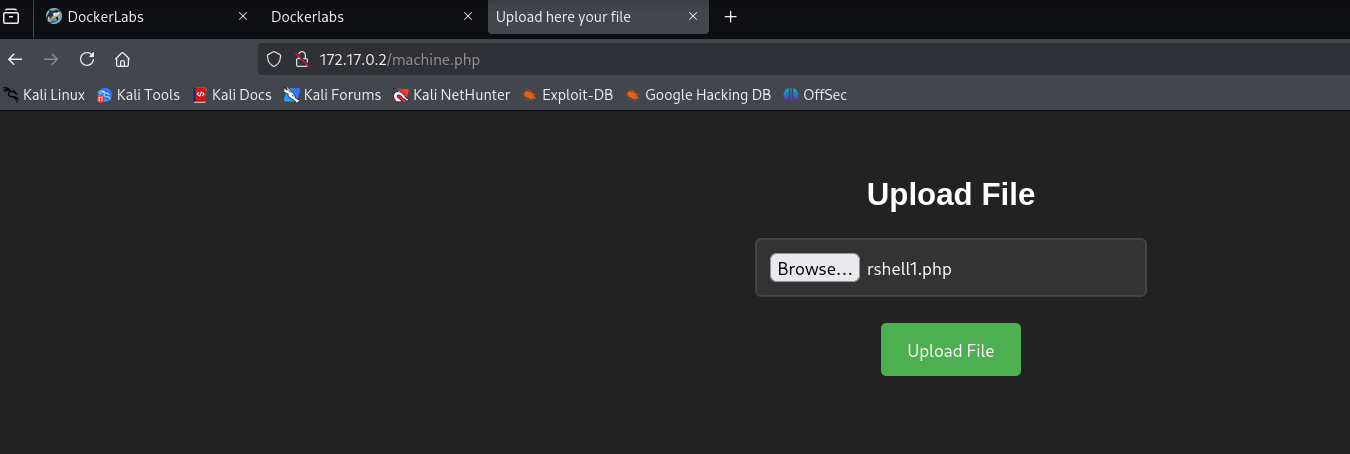 DockerLabs
Dockerlabs
Upload here your file
172.17.0.2/machine.php
Kali Linux Kali Tools Kali Docs Kali Forums Kali NetHunter Exploit-DB Google Hacking DB OffSec
Upload File
Browse... rshell1.php
Upload File